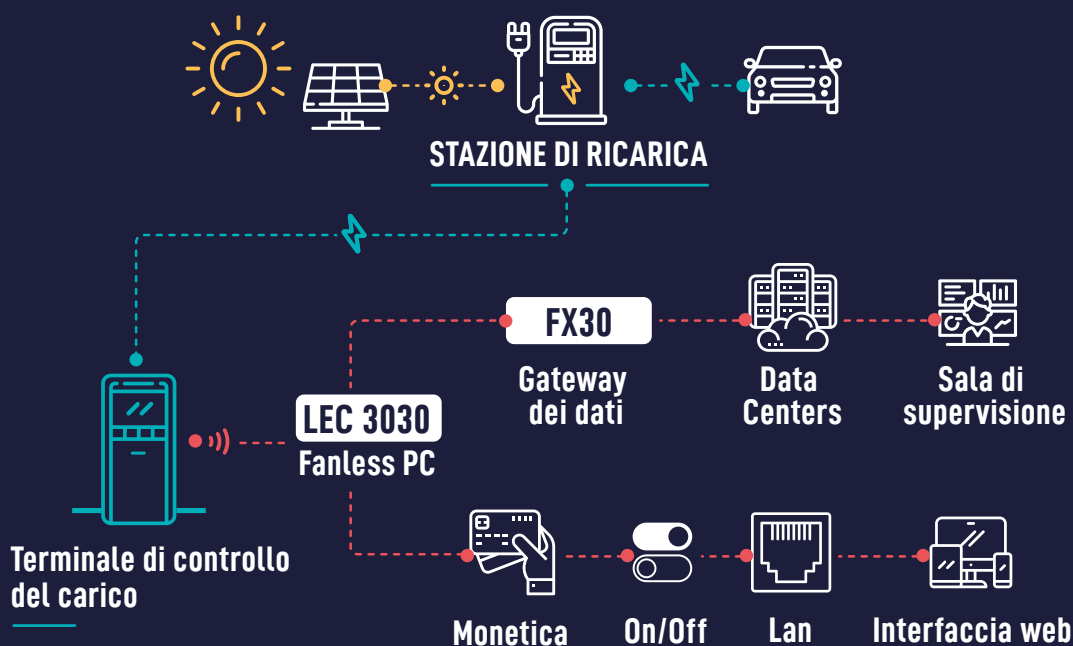 STAZIONE DI RICARICA
FX30
Gateway
dei dati
Data
Centers
Sala di
supervisione
LEC 3030
Fanless PC
Terminale di controllo
del carico
Monetica
On/Off
Lan
Interfaccia web